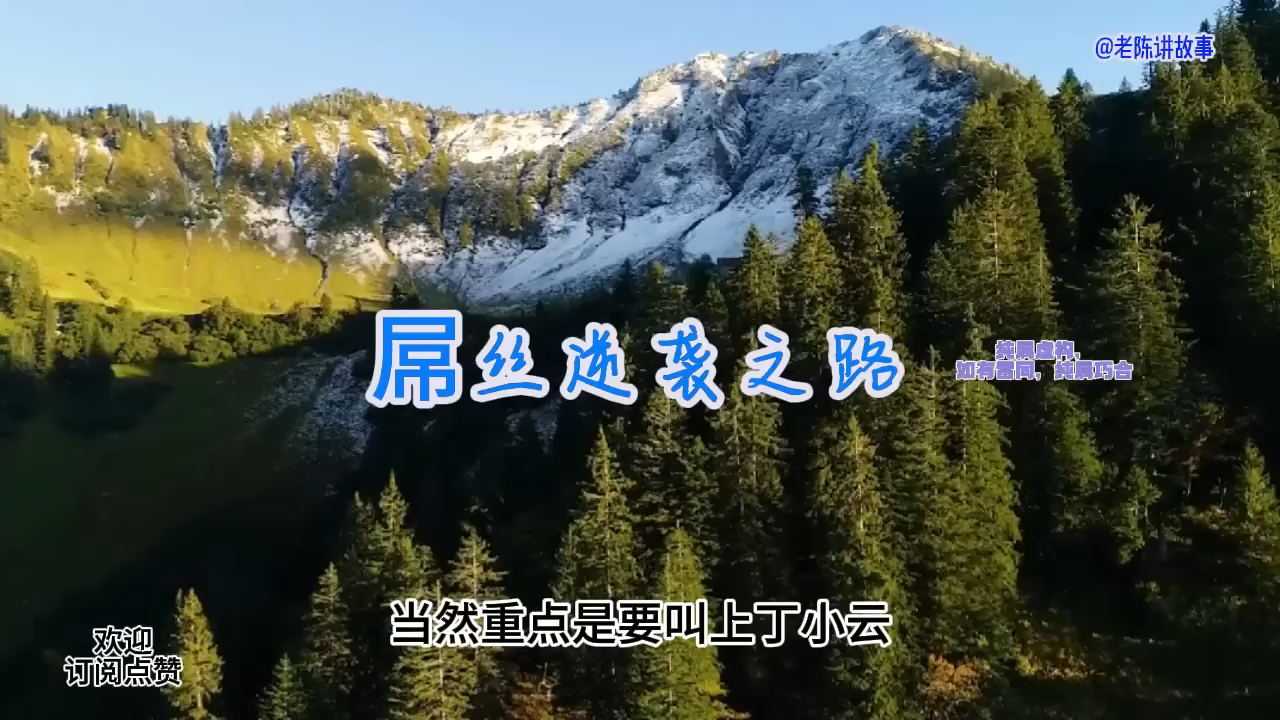 @老陈讲故事
屌丝逆袭之路
纯属虚构，
如有雷同，纯属巧合
当然重点是要叫上丁小云
欢迎
订阅点赞